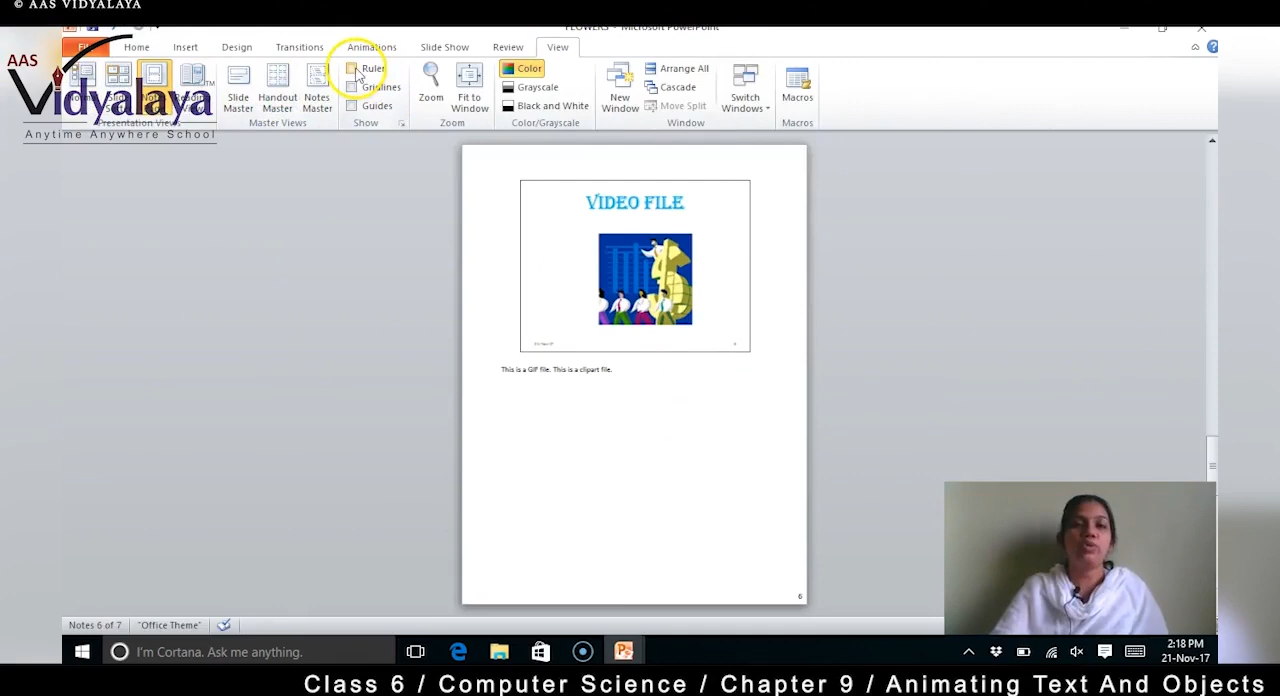 © AAS VIDYALAYA
FLOWERS - Microsoft PowerPoint
AAS
Vidyalaya
TM
Anytime Anywhere School
Home Insert Design Transitions Animations Slide Show Review View
Slide Master
Handout Master
Notes Master
Master Views
Ruler
Gridlines
Guides
Show
Zoom
Fit to Window
Zoom
Color
Grayscale
Black and White
Color/Grayscale
New Window
Arrange All
Cascade
Move Split
Window
Switch Windows
Macros
Macros
VIDEO FILE
This is a GIF file. This is a clipart file.
6
Notes 6 of 7 "Office Theme"
I'm Cortana. Ask me anything.
2:18 PM
21-Nov-17
Class 6 / Computer Science / Chapter 9 / Animating Text And Objects